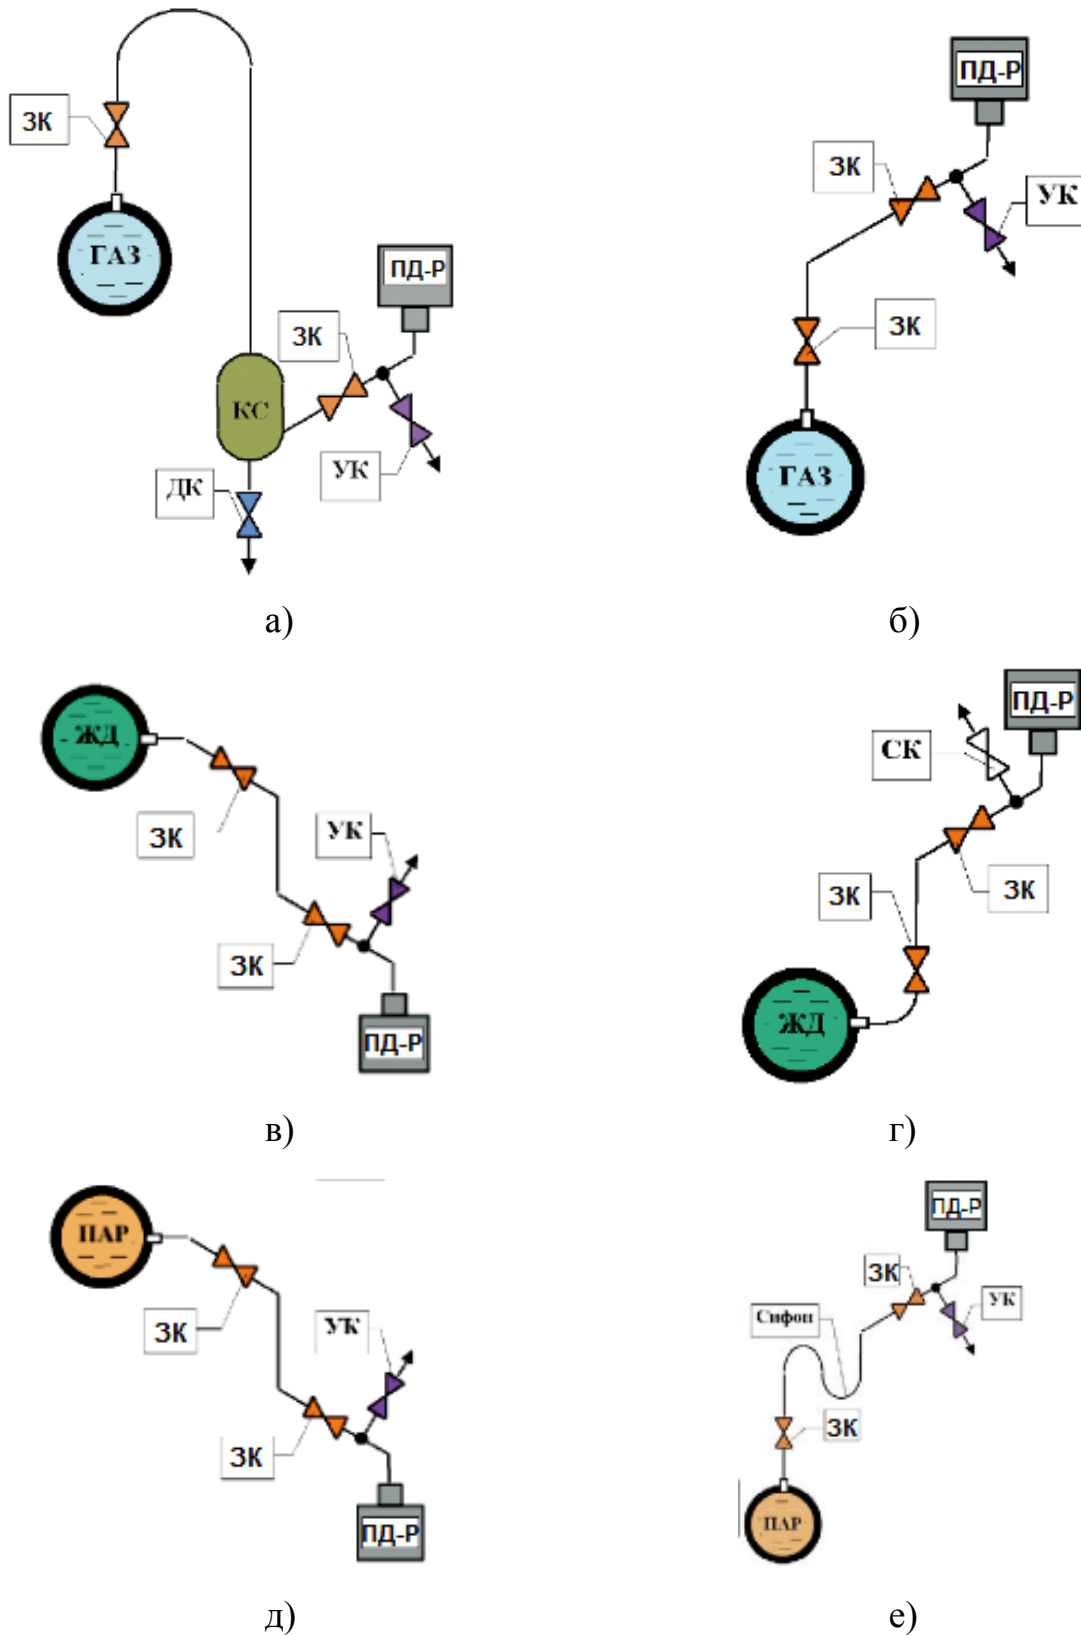 ПД-Р
ЗК
ЗК
УК
ГАЗ
ПД-Р
ЗК
ЗК
КС
УК
ДК
ГАЗ
а)
б)
ЖД
ПД-Р
СК
ЗК
УК
ЗК
ЗК
ЗК
ЖД
ПД-Р
в)
г)
ПАР
ПД-Р
ЗК
ЗК
УК
Сифон
УК
ЗК
ЗК
ПД-Р
ПАР
д)
е)